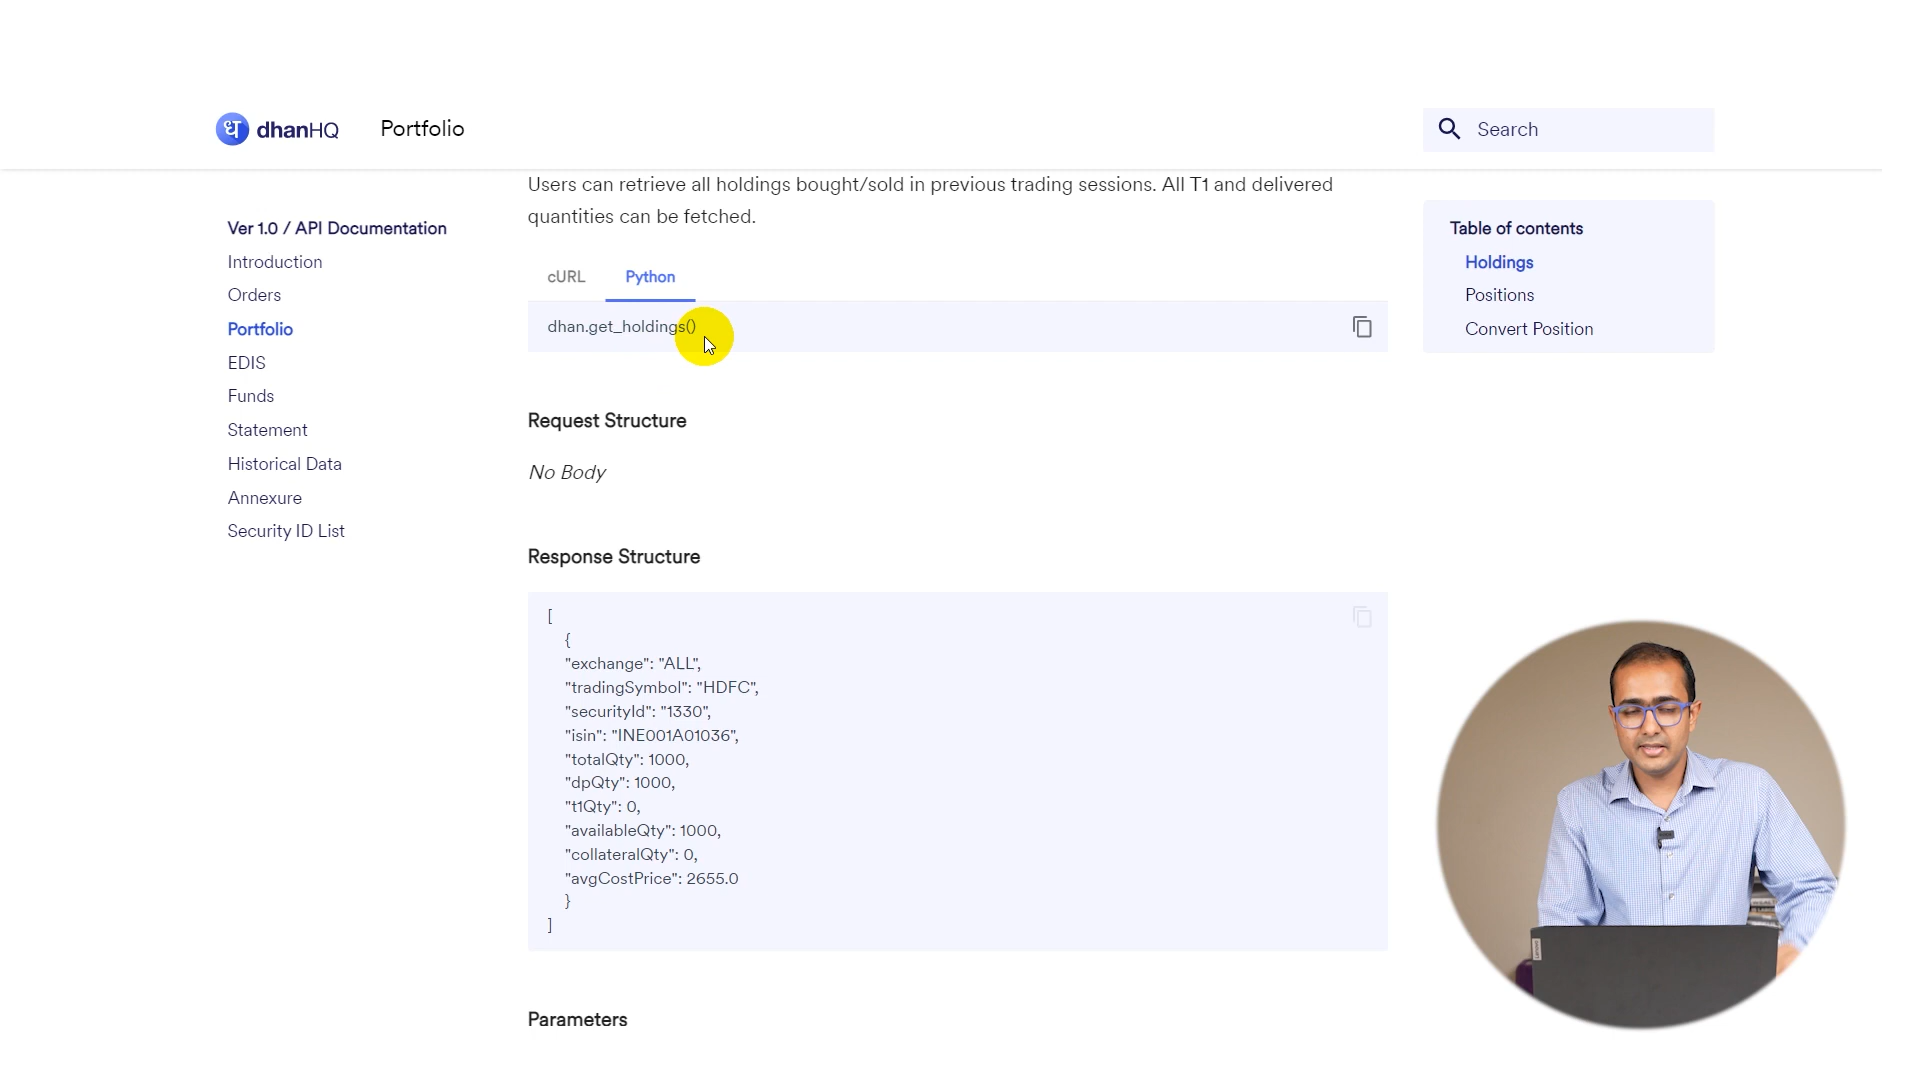 ध dhanHQ
Portfolio
Search
Users can retrieve all holdings bought/sold in previous trading sessions. All T1 and delivered
quantities can be fetched.
Ver 1.0 / API Documentation
Introduction
Orders
Portfolio
EDIS
Funds
Statement
Historical Data
Annexure
Security ID List
cURL
Python
dhan.get_holdings()
Request Structure
No Body
Response Structure
[
{
"exchange": "ALL",
"tradingSymbol": "HDFC",
"securityId": "1330",
"isin": "INE001A01036",
"totalQty": 1000,
"dpQty": 1000,
"t1Qty": 0,
"availableQty": 1000,
"collateralQty": 0,
"avgCostPrice": 2655.0
}
]
Parameters
Table of contents
Holdings
Positions
Convert Position